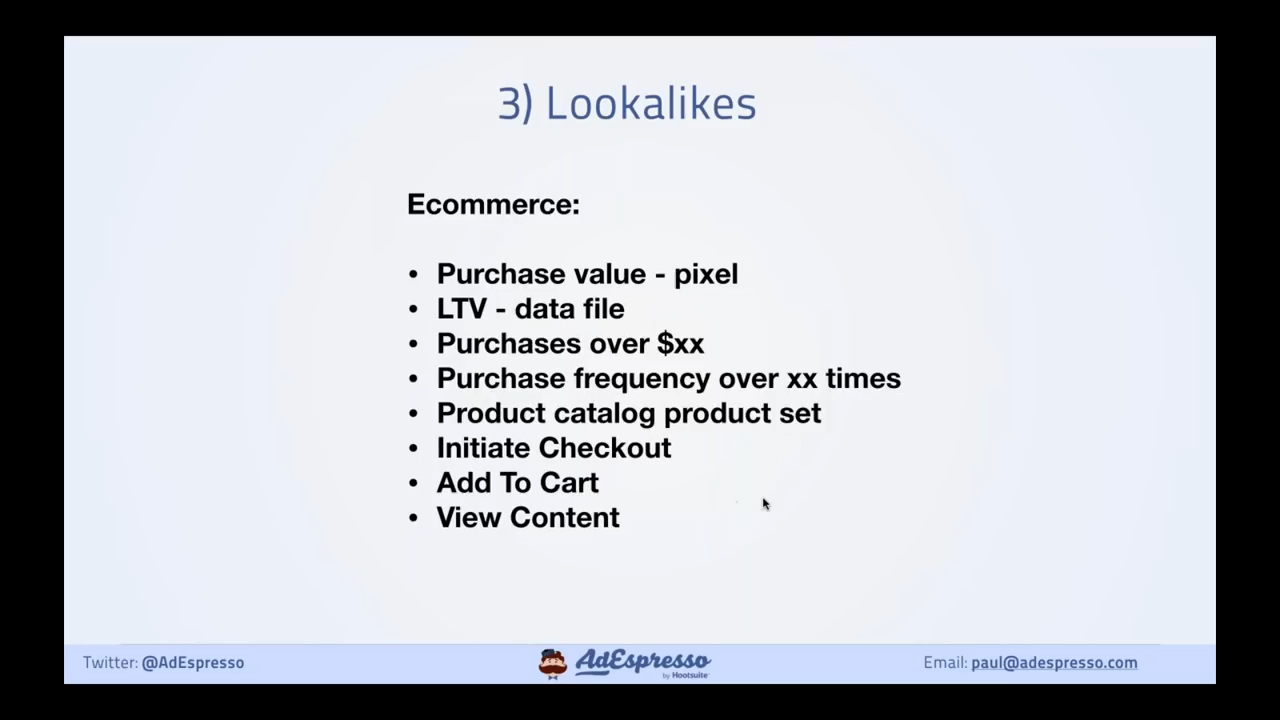 3) Lookalikes
Ecommerce:
• Purchase value - pixel
• LTV - data file
• Purchases over $xx
• Purchase frequency over xx times
• Product catalog product set
• Initiate Checkout
• Add To Cart
• View Content
Twitter: @AdEspresso
AdEspresso
by Hootsuite
Email: paul@adespresso.com